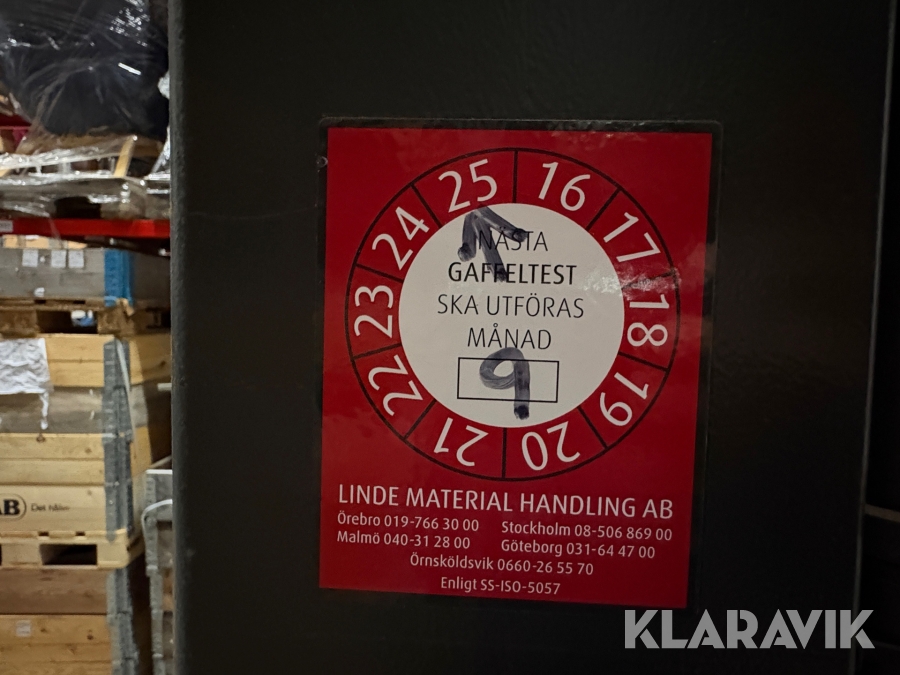 25
16
17
18
19
20
21
22
23
24
NÄSTA
GAFFELTEST
SKA UTFÖRAS
MÅNAD
9
LINDE MATERIAL HANDLING AB
Örebro 019-766 30 00 Stockholm 08-506 869 00
Malmö 040-31 28 00 Göteborg 031-64 47 00
Örnsköldsvik 0660-26 55 70
Enligt SS-ISO-5057
AB
KLARAVIK